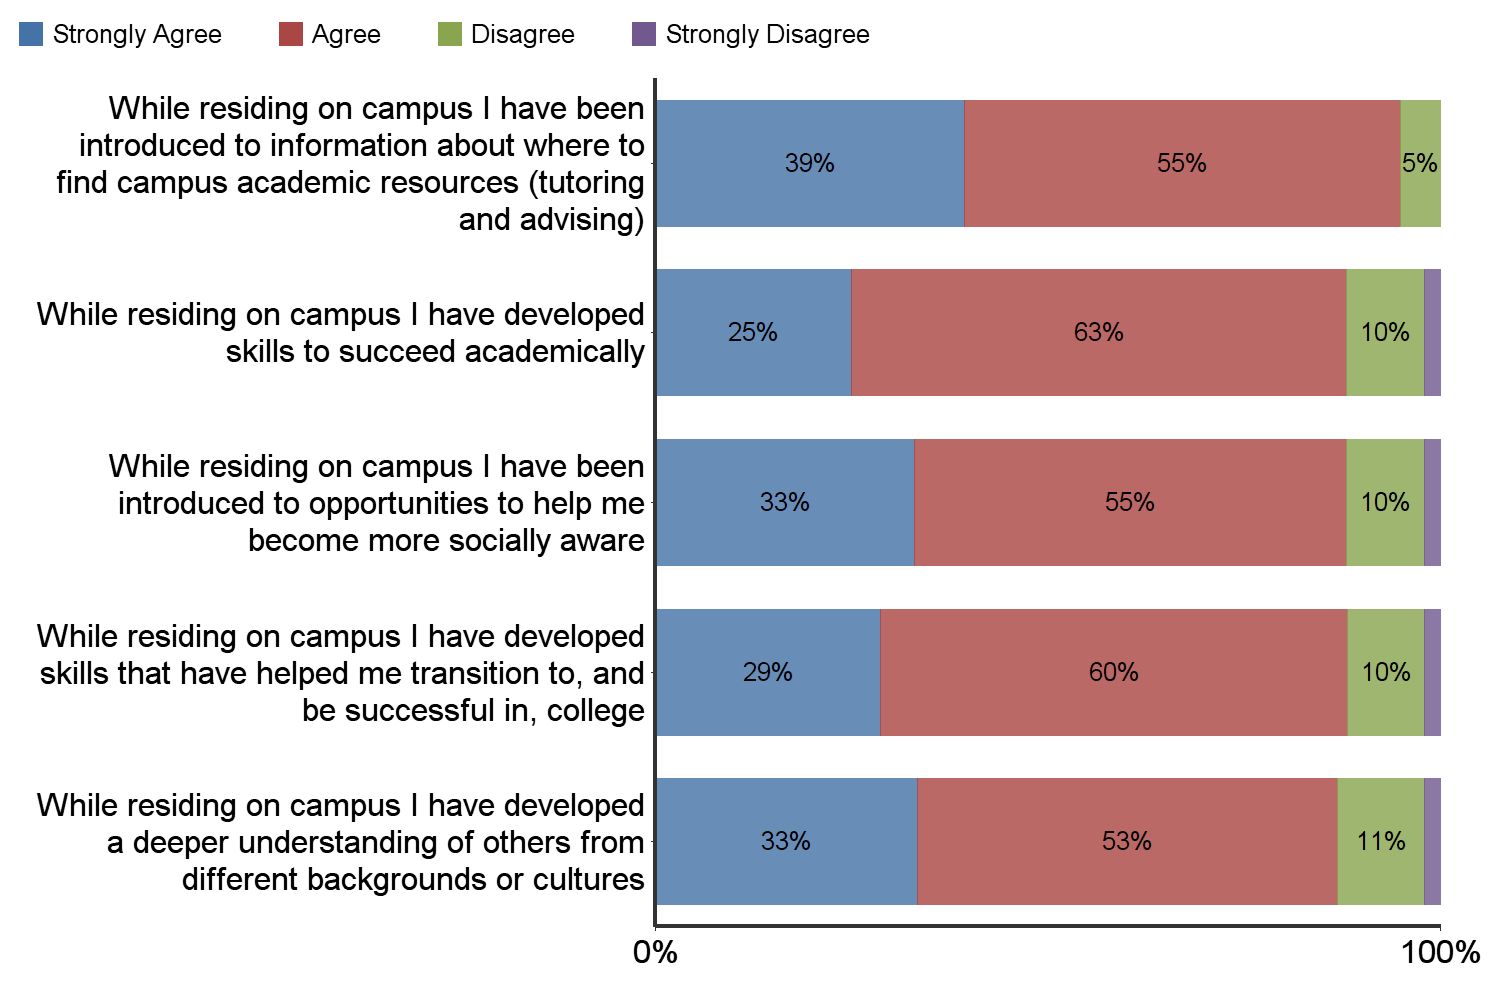 Strongly Agree Agree Disagree Strongly Disagree
While residing on campus I have been
introduced to information about where to
find campus academic resources (tutoring
and advising)
39% 55% 5%
While residing on campus I have developed
skills to succeed academically
25% 63% 10%
While residing on campus I have been
introduced to opportunities to help me
become more socially aware
33% 55% 10%
While residing on campus I have developed
skills that have helped me transition to, and
be successful in, college
29% 60% 10%
While residing on campus I have developed
a deeper understanding of others from
different backgrounds or cultures
33% 53% 11%
0% 100%